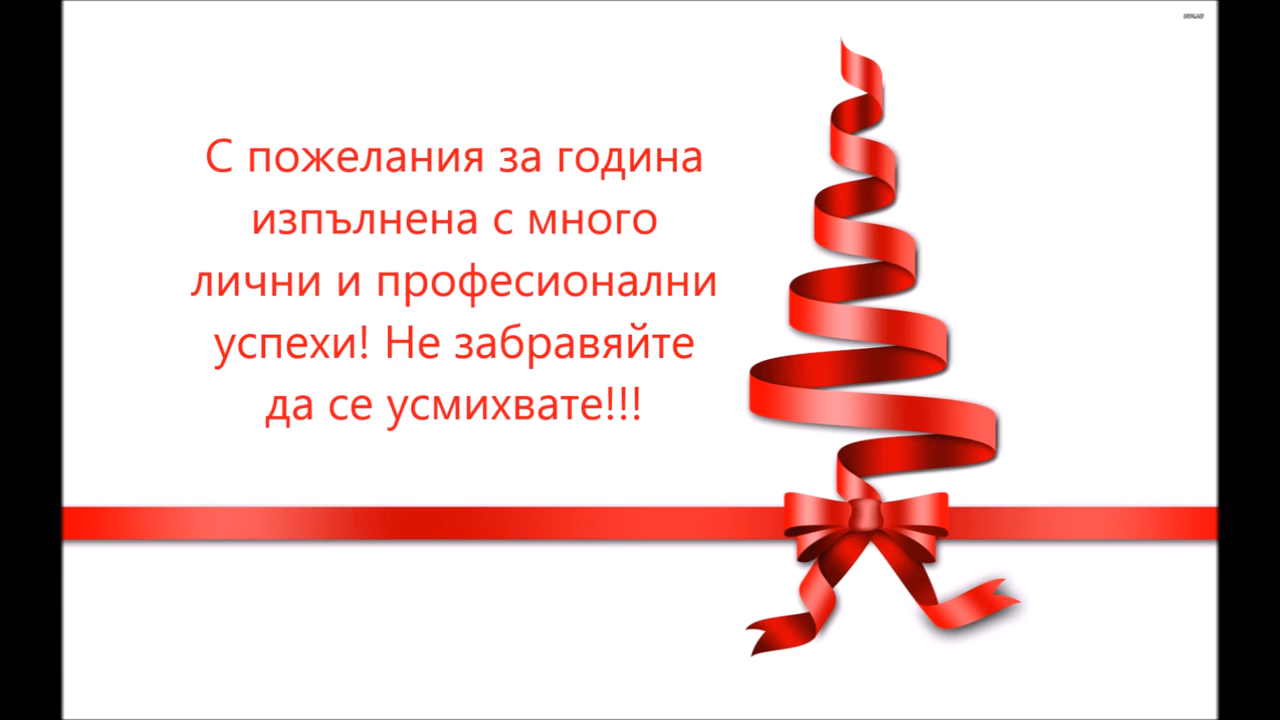 С пожелания за година
изпълнена с много
лични и професионални
успехи! Не забравяйте
да се усмихвате!!!